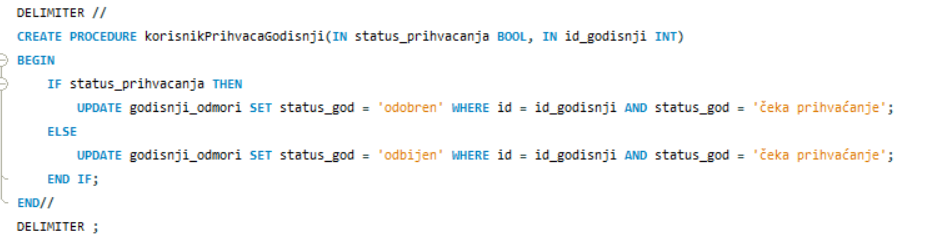 DELIMITER //
CREATE PROCEDURE korisnikPrihvacaGodisnji(IN status_prihvacanja BOOL, IN id_godisnji INT)
BEGIN
IF status_prihvacanja THEN
UPDATE godisnji_odmori SET status_god = 'odobren' WHERE id = id_godisnji AND status_god = 'čeka prihvaćanje';
ELSE
UPDATE godisnji_odmori SET status_god = 'odbijen' WHERE id = id_godisnji AND status_god = 'čeka prihvaćanje';
END IF;
END//
DELIMITER ;